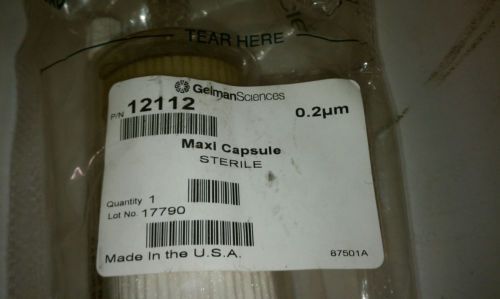 TEAR HERE
GelmanSciences
P/N 12112
0.2µm
Maxi Capsule
STERILE
Quantity 1
Lot No. 17790
Made In the U.S.A.
87501A